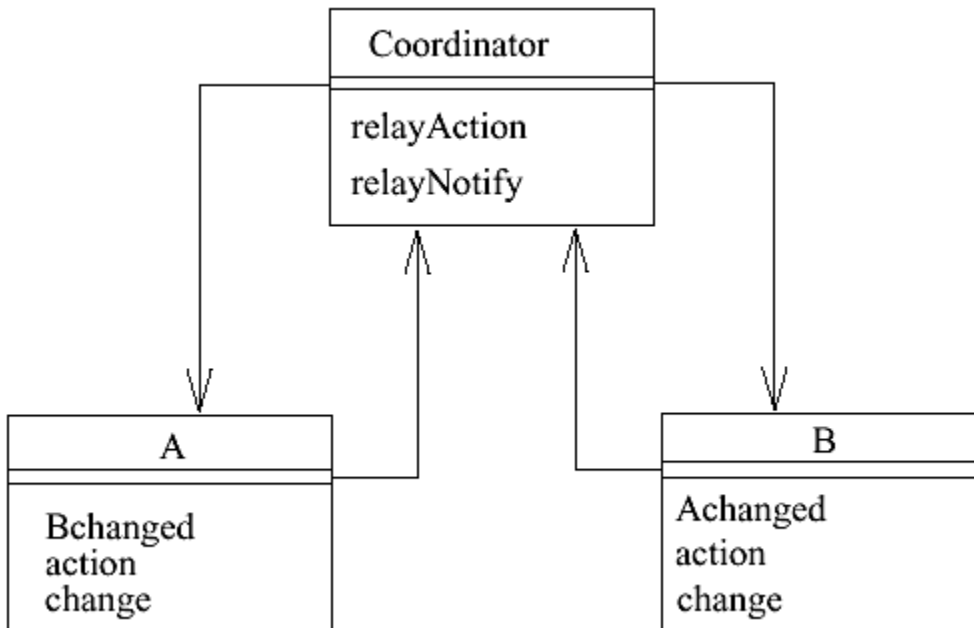 Coordinator
relayAction
relayNotify
A
Bchanged
action
change
B
Achanged
action
change